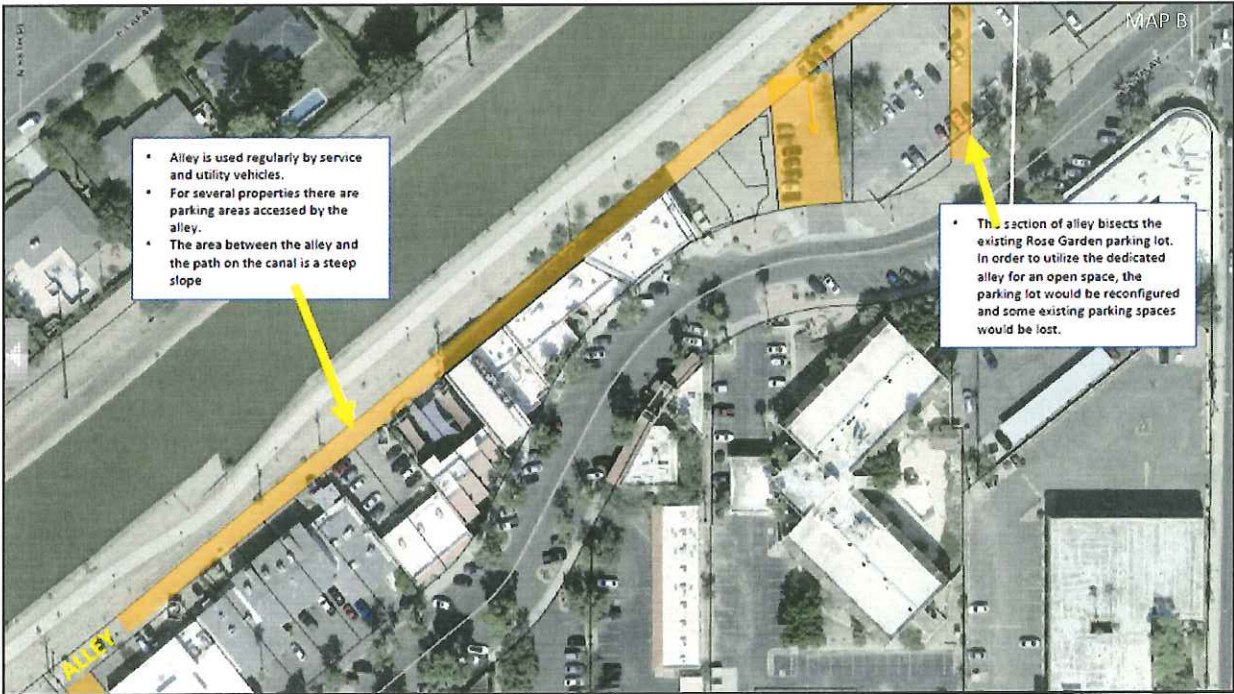 MAP B
• Alley is used regularly by service
and utility vehicles.
• For several properties there are
parking areas accessed by the
alley.
• The area between the alley and
the path on the canal is a steep
slope
• section of alley bisects the
existing Rose Garden parking lot.
In order to utilize the dedicated
alley for an open space, the
parking lot would be reconfigured
and some existing parking spaces
would be lost.
ALLEY